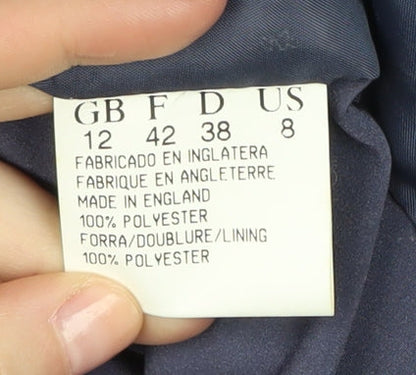 GB F D US
12 42 38 8
FABRICADO EN INGLATERA
FABRIQUE EN ANGLETERRE
MADE IN ENGLAND
100% POLYESTER
FORRA/DOUBLURE/LINING
100% POLYESTER